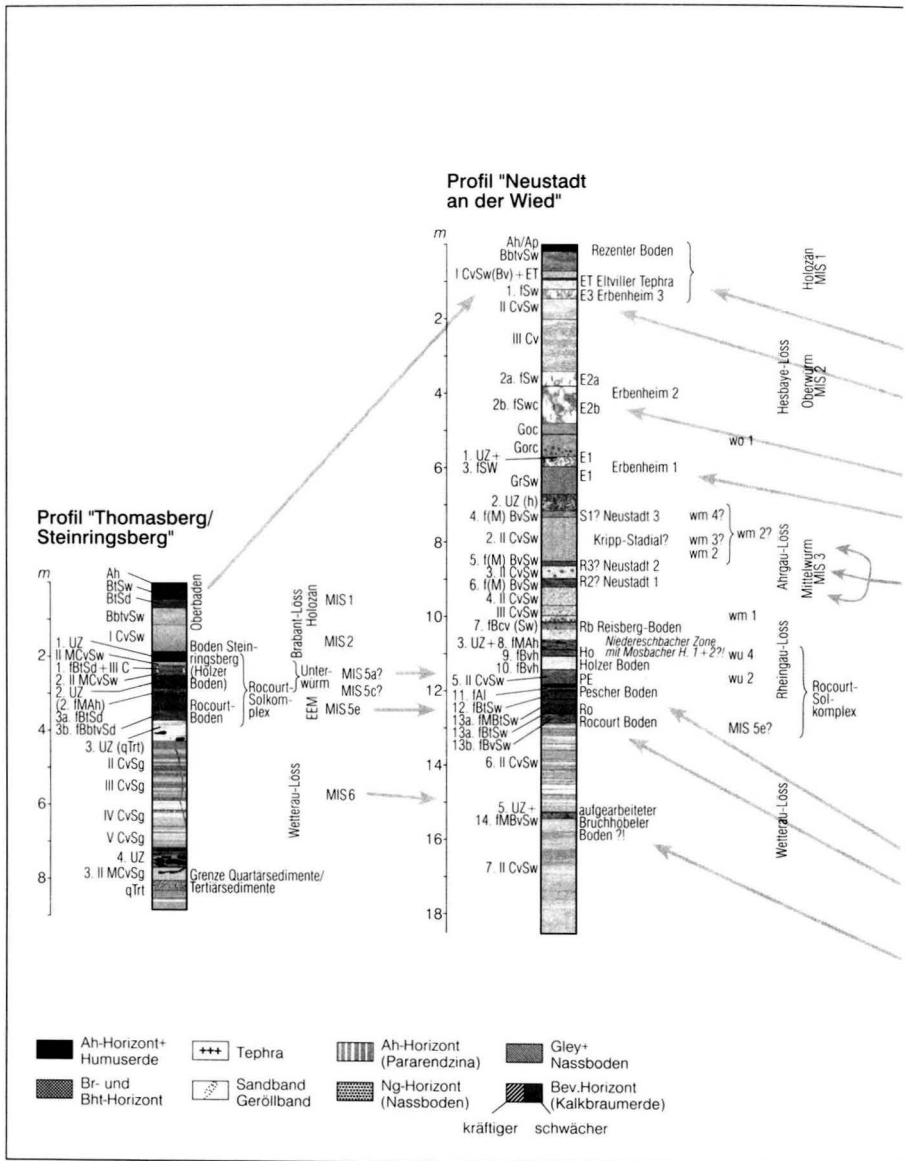 Profil "Neustadt
an der Wied"
m
2
4
6
8
10
12
14
16
18
Ah/Ap
BbtvSw
I CvSw(Bv) + ET
1. fSw
II CvSw
III Cv
2a. fSw
2b. fSwc
Goc
Gorc
1. UZ +
3. fSW
GrSw
2. UZ (h)
4. f(M) BvSw
2. II CvSw
5. f(M) BvSw
3. II CvSw
6. f(M) BvSw
4. II CvSw
III CvSw
7. fBcv (Sw)
3. UZ + 8. fMAh
9. fBvh
10. fBvh
5. II CvSw
11. fAl
12. fBtSw
13a. fMBtSw
13a. fBtSw
13b. fBvSw
6. II CvSw
5. UZ +
14. fMBvSw
7. II CvSw
Rezenter Boden
ET Eltviller Tephra
E3 Erbenheim 3
E2a
Erbenheim 2
E2b
E1
Erbenheim 1
E1
S1? Neustadt 3
Kripp-Stadial?
R3? Neustadt 2
R2? Neustadt 1
Rb Reisberg-Boden
Niedereschbacher Zone
mit Mosbacher H. 1 + 2?!
Ho
Holzer Boden
PE
Pescher Boden
Ro
Rocourt Boden
aufgearbeiteter
Bruchhöbeler
Boden ?!
wo 1
wm 4?
wm 3?
wm 2
wm 2?
wm 1
wu 4
wu 2
MIS 5e?
Holozän
MIS 1
Hesbaye-Löss
Oberwürm
MIS 2
Ahrgau-Löss
Mittelwürm
MIS 3
Rheingau-Löss
Rocourt-
Sol-
komplex
Wetterau-Löss
Profil "Thomasberg/
Steinringsberg"
m
2
4
6
8
Ah
BtSw
BtSd
BbtvSw
I CvSw
1. UZ
II MCvSw
1. fBtSd + III C
2. II MCvSw
2. UZ
(2. fMAh)
3a. fBtSd
3b. fBbtvSd
3. UZ (qTrt)
II CvSg
III CvSg
IV CvSg
V CvSg
4. UZ
3. II MCvSg
qTrt
Oberbaden
Boden Stein-
ringsberg
(Holzer
Boden)
Rocourt-
Boden
Rocourt-
Solkom-
plex
Grenze Quartärsedimente/
Tertiärsedimente
Brabant-Löss
Holozän
Unter-
würm
EEM
Wetterau-Löss
MIS 1
MIS 2
MIS 5a?
MIS 5c?
MIS 5e
MIS 6
Ah-Horizont+
Humuserde
Tephra
Ah-Horizont
(Pararendzina)
Gley+
Nassboden
Br- und
Bht-Horizont
Sandband
Geröllband
Ng-Horizont
(Nassboden)
Bev.Horizont
(Kalkbraumerde)
kräftiger schwächer